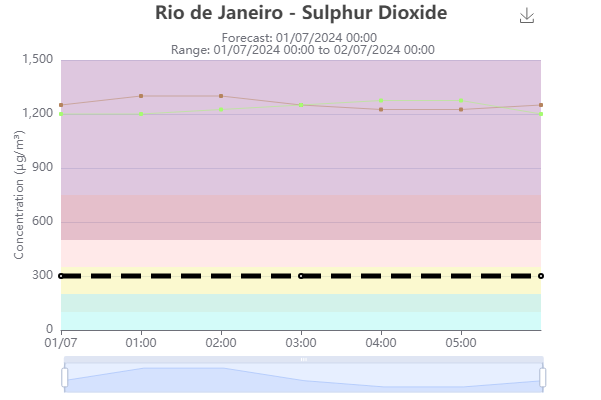 Rio de Janeiro - Sulphur Dioxide
Forecast: 01/07/2024 00:00
Range: 01/07/2024 00:00 to 02/07/2024 00:00
Concentration (µg/m³)
1,500
1,200
900
600
300
0
01/07 01:00 02:00 03:00 04:00 05:00